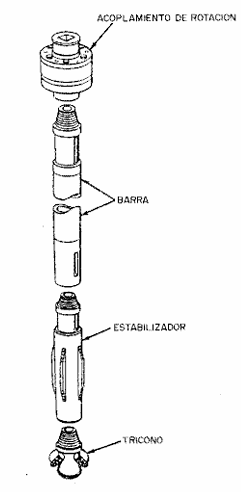 ACOPLAMIENTO DE ROTACION
BARRA
ESTABILIZADOR
TRICONO